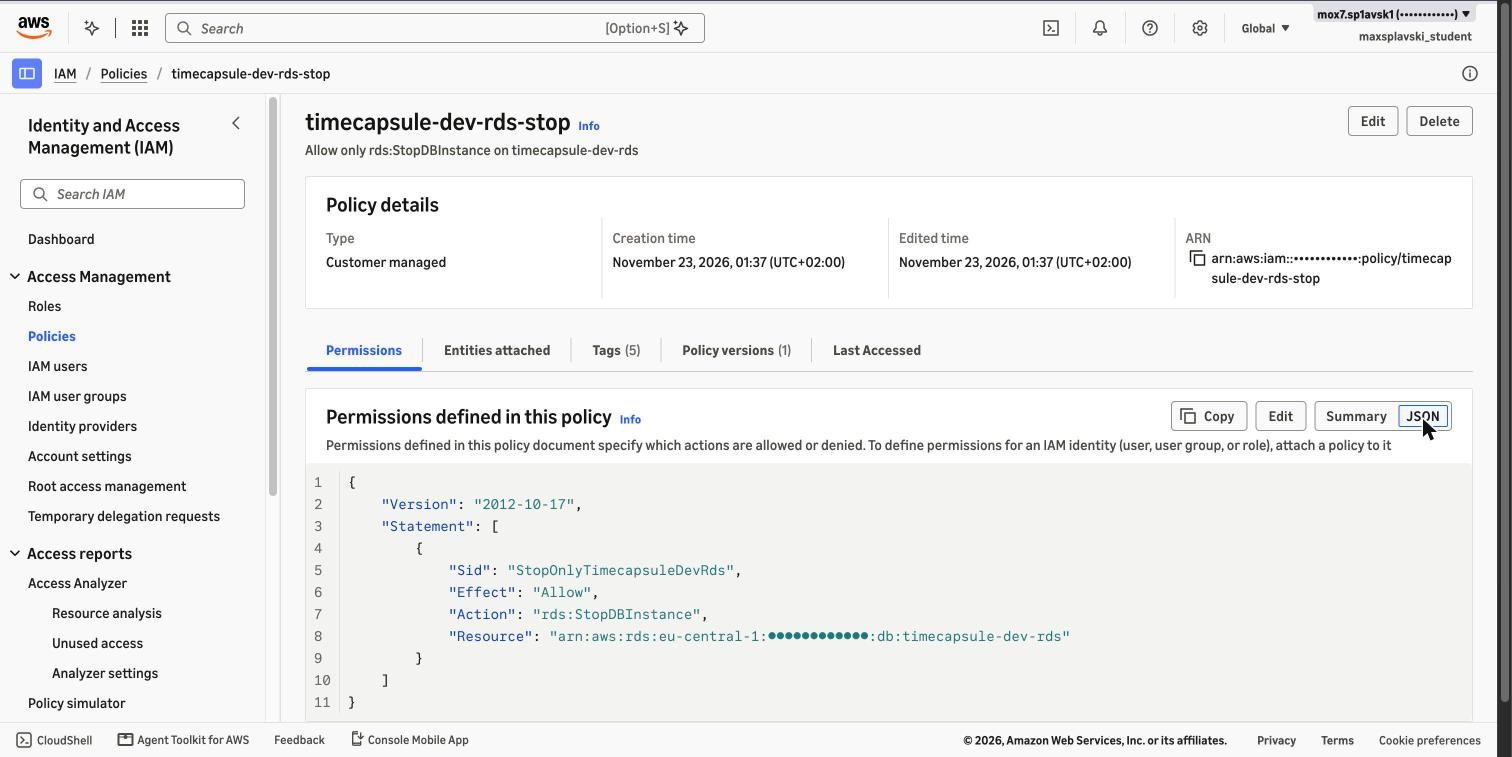 aws
Search
[Option+S]
Global
mox7.sp1avsk1 (••••••••••••)
maxsplavski_student
IAM / Policies / timecapsule-dev-rds-stop
Identity and Access
Management (IAM)
Search IAM
Dashboard
Access Management
Roles
Policies
IAM users
IAM user groups
Identity providers
Account settings
Root access management
Temporary delegation requests
Access reports
Access Analyzer
Resource analysis
Unused access
Analyzer settings
Policy simulator
timecapsule-dev-rds-stop Info
Edit
Delete
Allow only rds:StopDBInstance on timecapsule-dev-rds
Policy details
Type
Customer managed
Creation time
November 23, 2026, 01:37 (UTC+02:00)
Edited time
November 23, 2026, 01:37 (UTC+02:00)
ARN
arn:aws:iam::••••••••••••:policy/timecap
sule-dev-rds-stop
Permissions
Entities attached
Tags (5)
Policy versions (1)
Last Accessed
Permissions defined in this policy Info
Copy
Edit
Summary
JSON
Permissions defined in this policy document specify which actions are allowed or denied. To define permissions for an IAM identity (user, user group, or role), attach a policy to it
1 {
2 "Version": "2012-10-17",
3 "Statement": [
4 {
5 "Sid": "StopOnlyTimecapsuleDevRds",
6 "Effect": "Allow",
7 "Action": "rds:StopDBInstance",
8 "Resource": "arn:aws:rds:eu-central-1:●●●●●●●●●●●●:db:timecapsule-dev-rds"
9 }
10 ]
11 }
CloudShell
Agent Toolkit for AWS
Feedback
Console Mobile App
© 2026, Amazon Web Services, Inc. or its affiliates.
Privacy
Terms
Cookie preferences